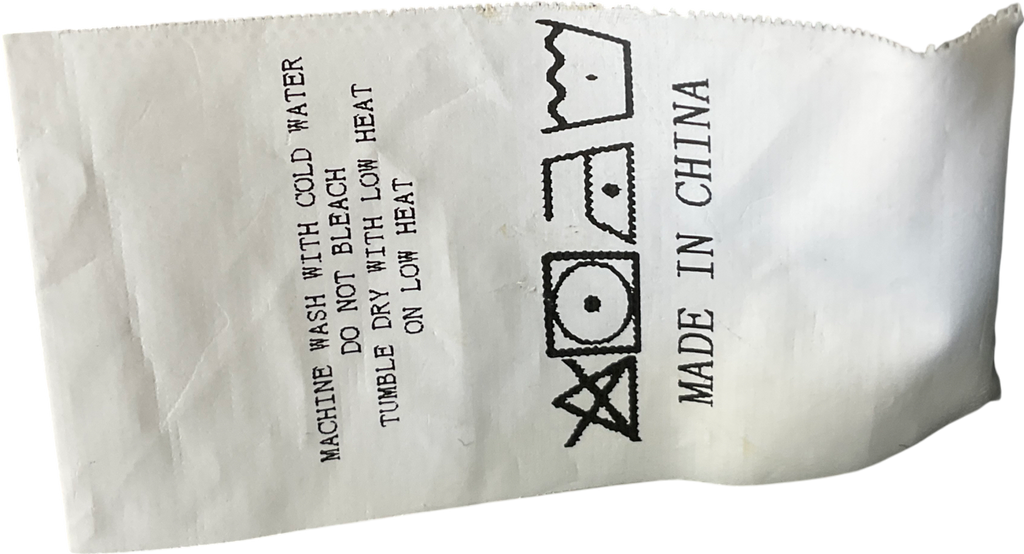 MACHINE WASH WITH COLD WATER
DO NOT BLEACH
TUMBLE DRY WITH LOW HEAT
ON LOW HEAT
MADE IN CHINA